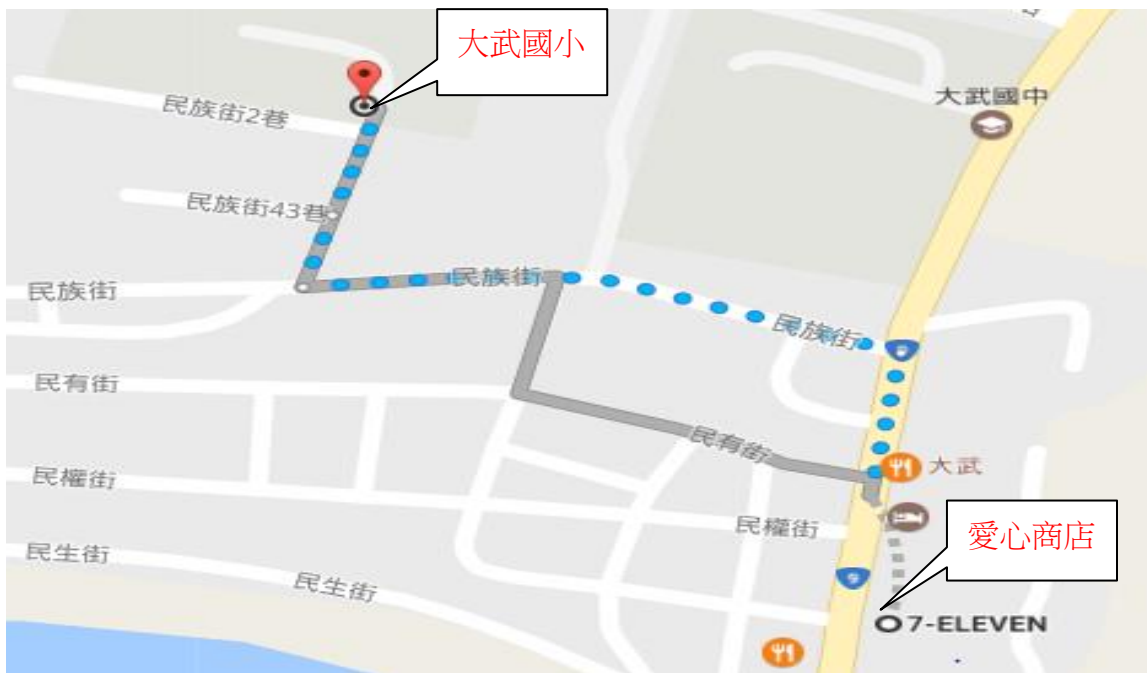 大武國小
大武國中
民族街2巷
民族街43巷
民族街
民族街
民族街
民有街
民有街
大武
民權街
民權街
愛心商店
民生街
民生街
9
7-ELEVEN